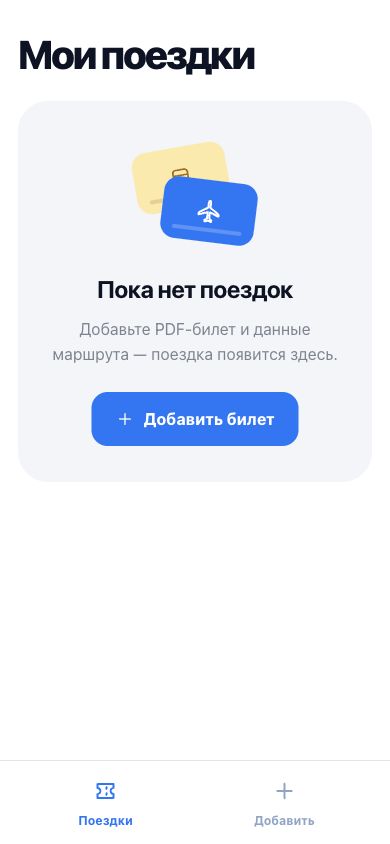 Мои поездки
Пока нет поездок
Добавьте PDF-билет и данные
маршрута — поездка появится здесь.
Добавить билет
Поездки
Добавить